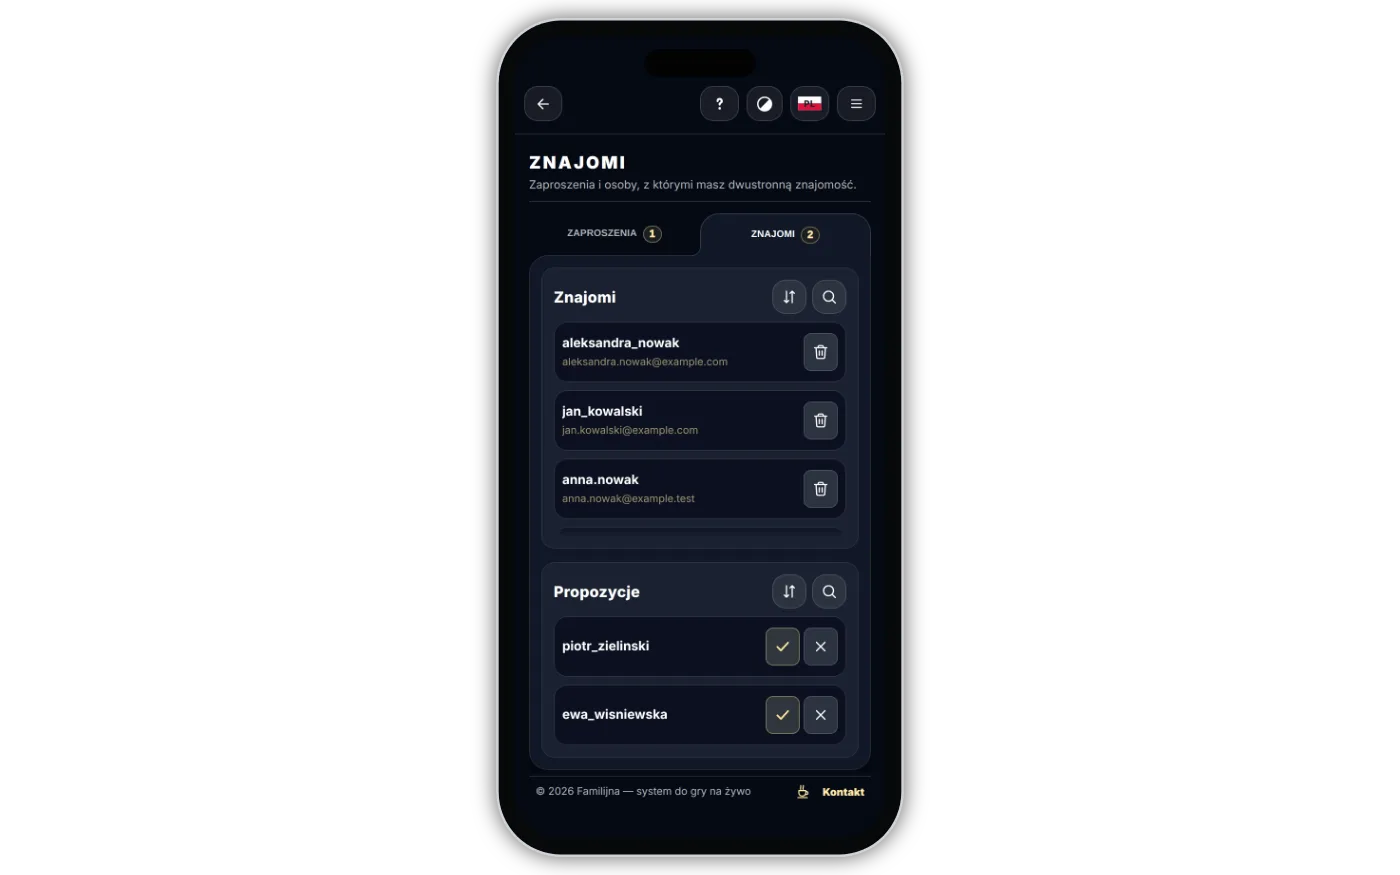 ?
PL
ZNAJOMI
Zaproszenia i osoby, z którymi masz dwustronną znajomość.
ZAPROSZENIA 1
ZNAJOMI 2
Znajomi
aleksandra_nowak
aleksandra.nowak@example.com
jan_kowalski
jan.kowalski@example.com
anna.nowak
anna.nowak@example.test
Propozycje
piotr_zielinski
ewa_wisniewska
© 2026 Familijna — system do gry na żywo
Kontakt